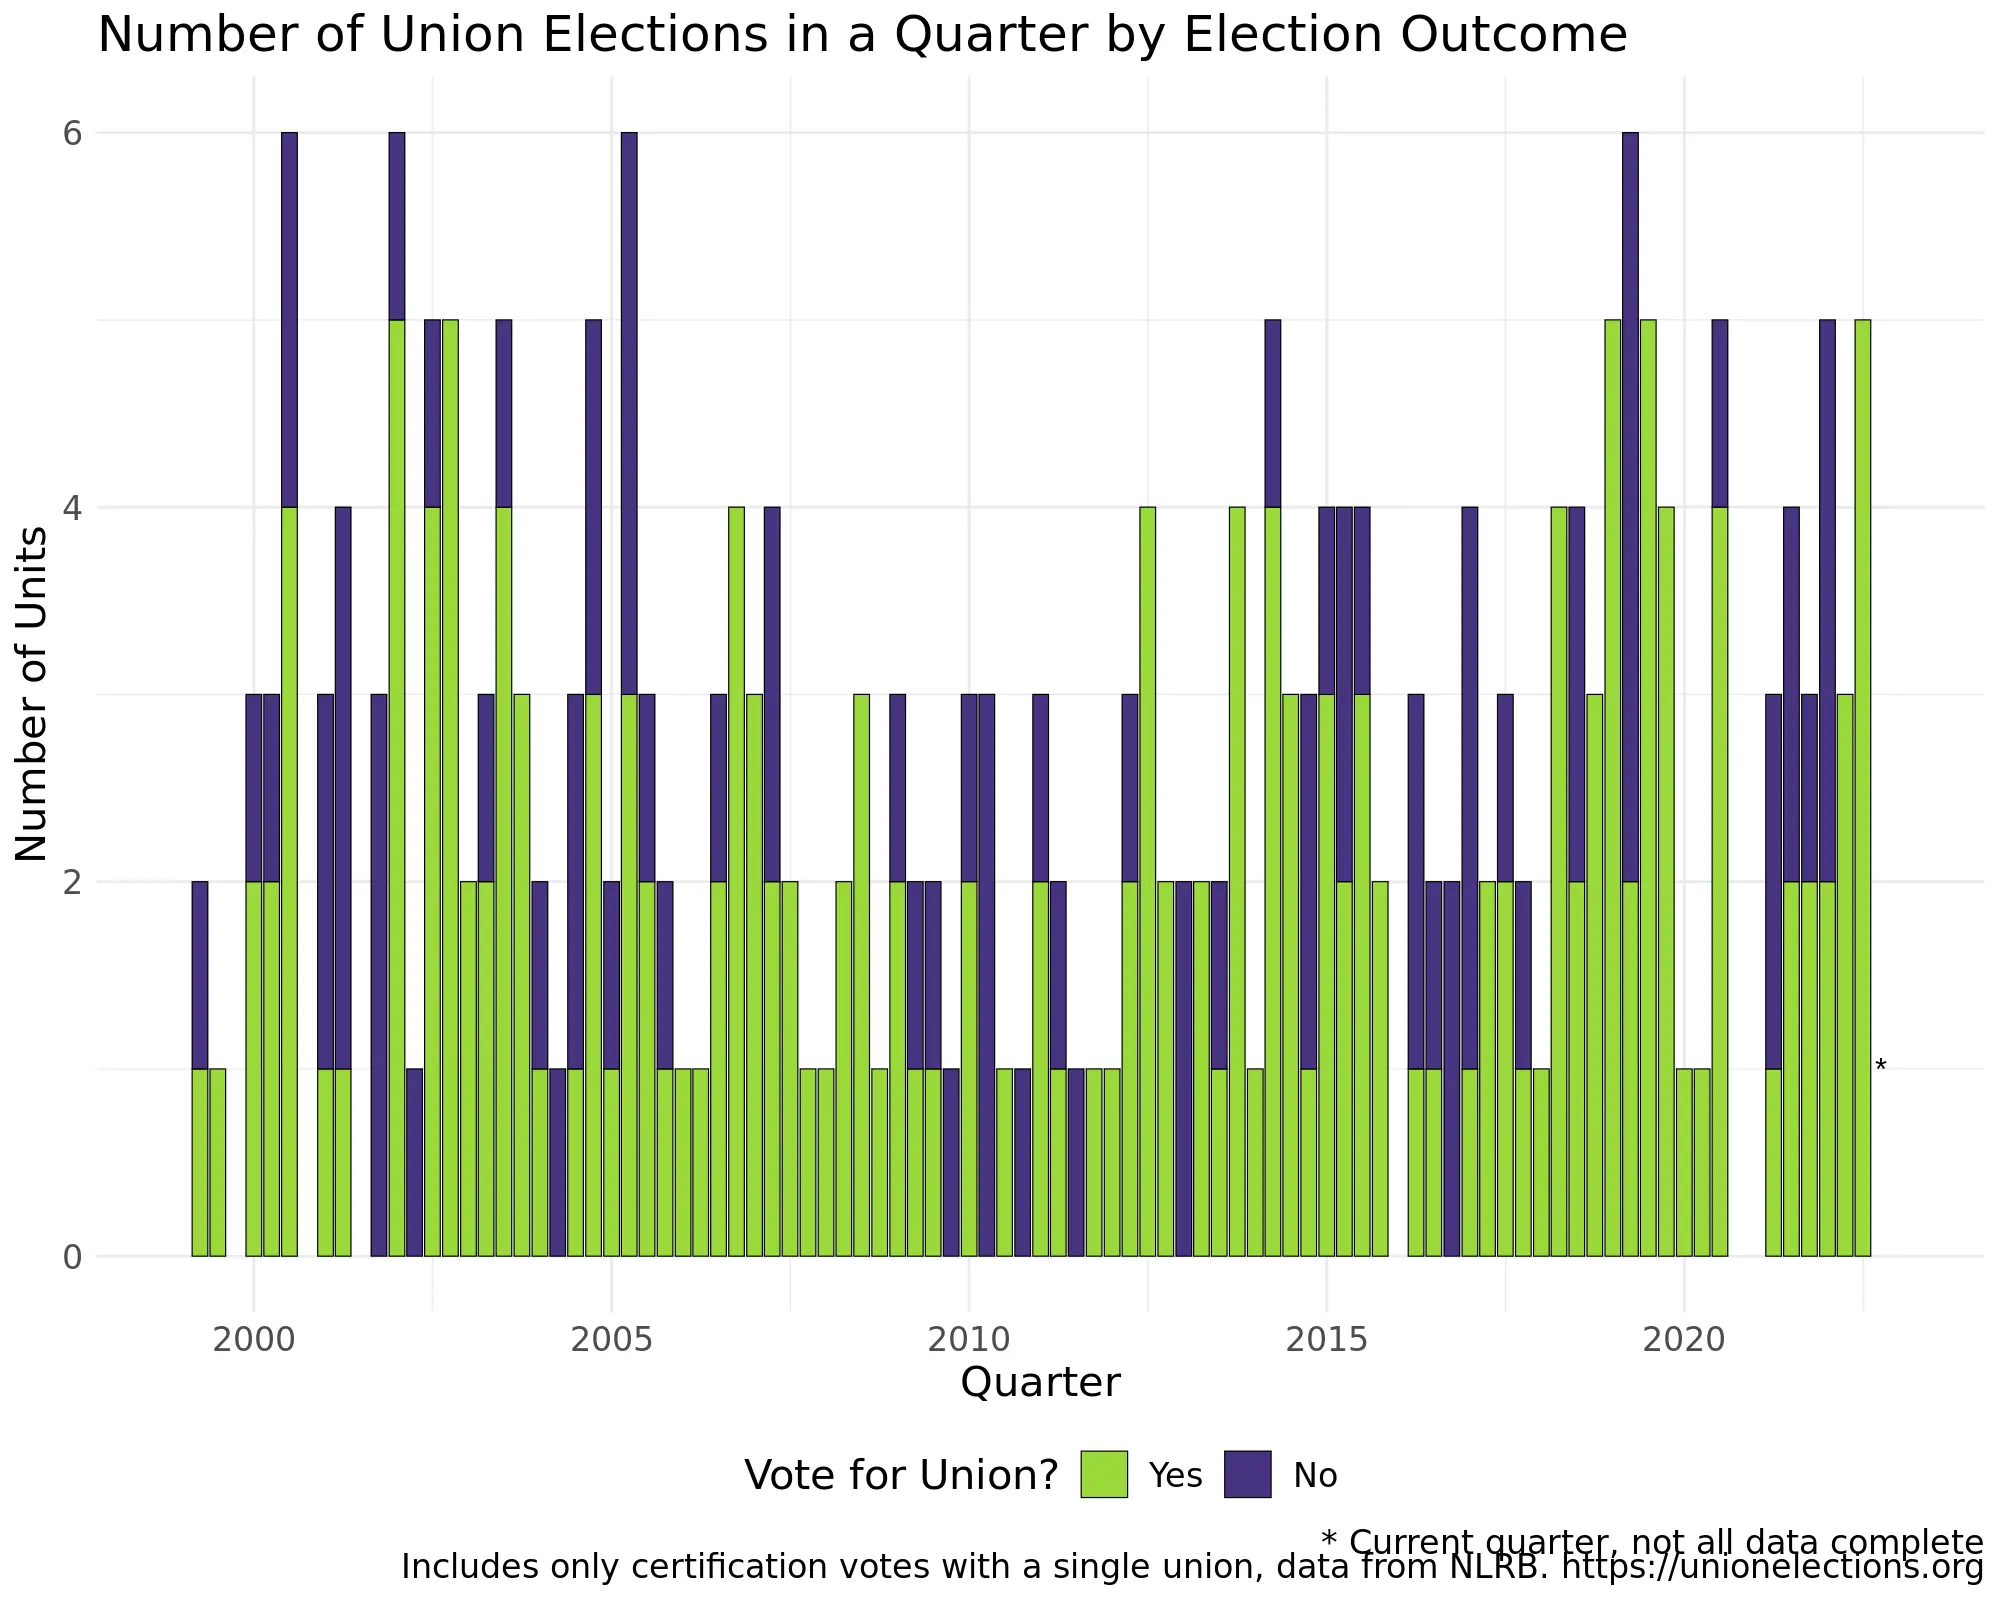 Number of Union Elections in a Quarter by Election Outcome
6
4
2
0
Number of Units
*
2000 2005 2010 2015 2020
Quarter
Vote for Union? Yes No
* Current quarter, not all data complete
Includes only certification votes with a single union, data from NLRB. https://unionelections.org